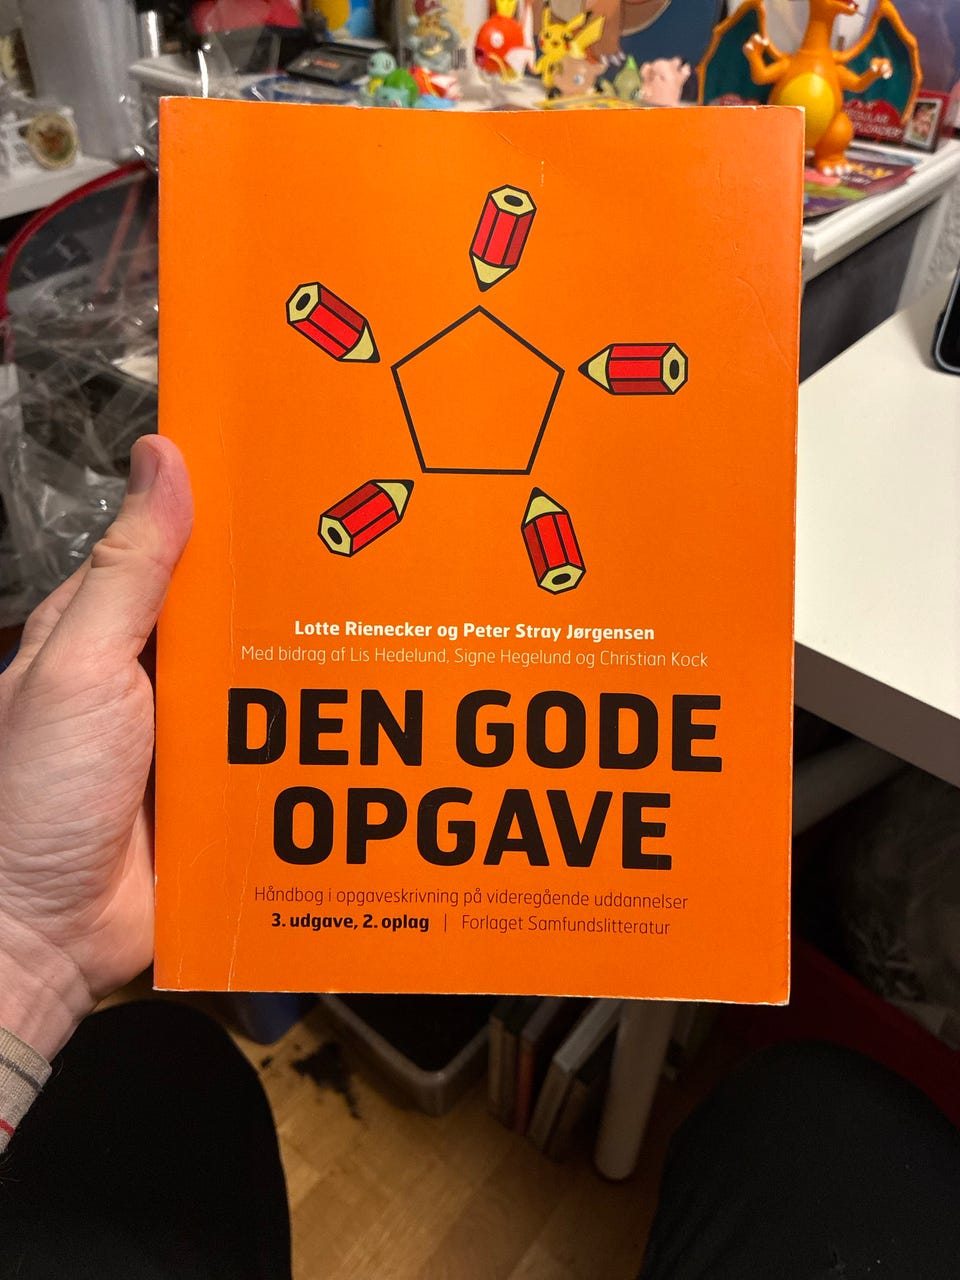 Lotte Rienecker og Peter Stray Jørgensen
Med bidrag af Lis Hedelund, Signe Hegelund og Christian Kock
DEN GODE
OPGAVE
Håndbog i opgaveskrivning på videregående uddannelser
3. udgave, 2. oplag | Forlaget Samfundslitteratur